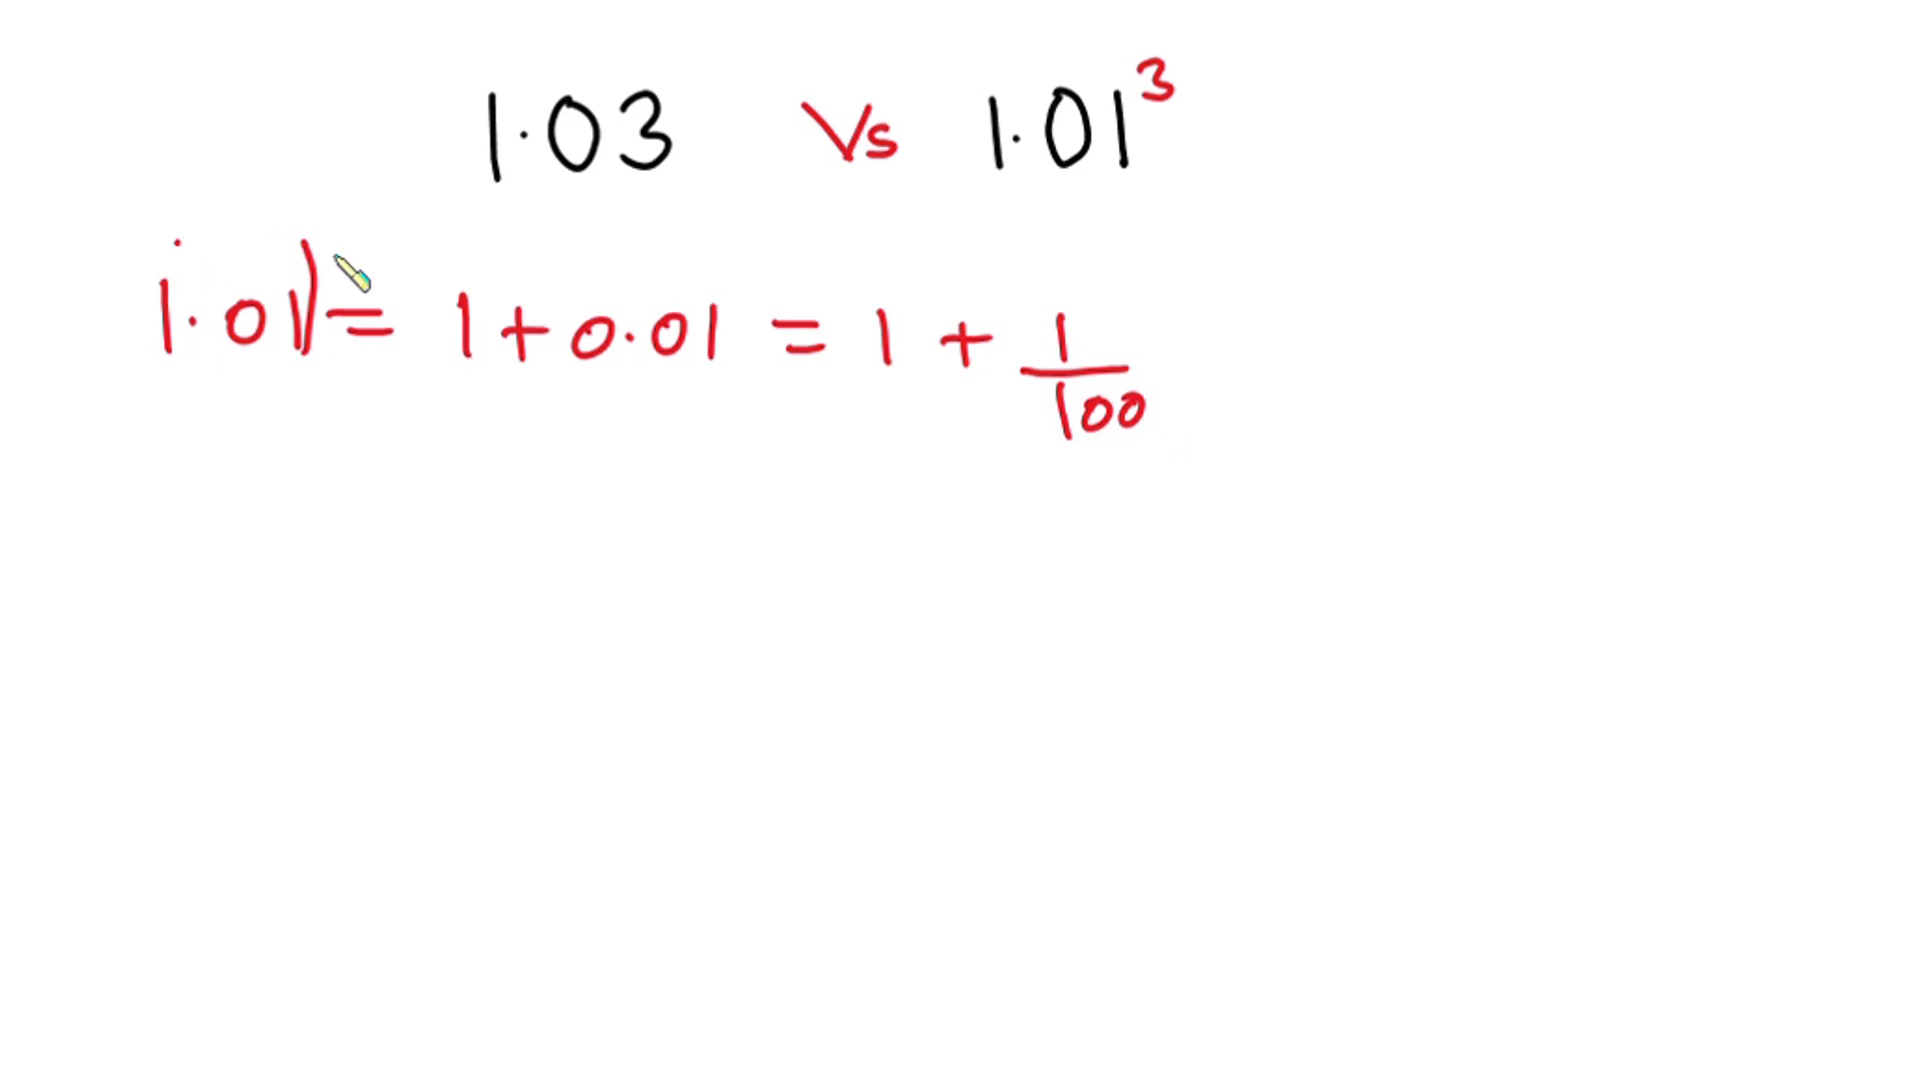 1.03 Vs 1.01³
1.01) = 1 + 0.01 = 1 + 1/100